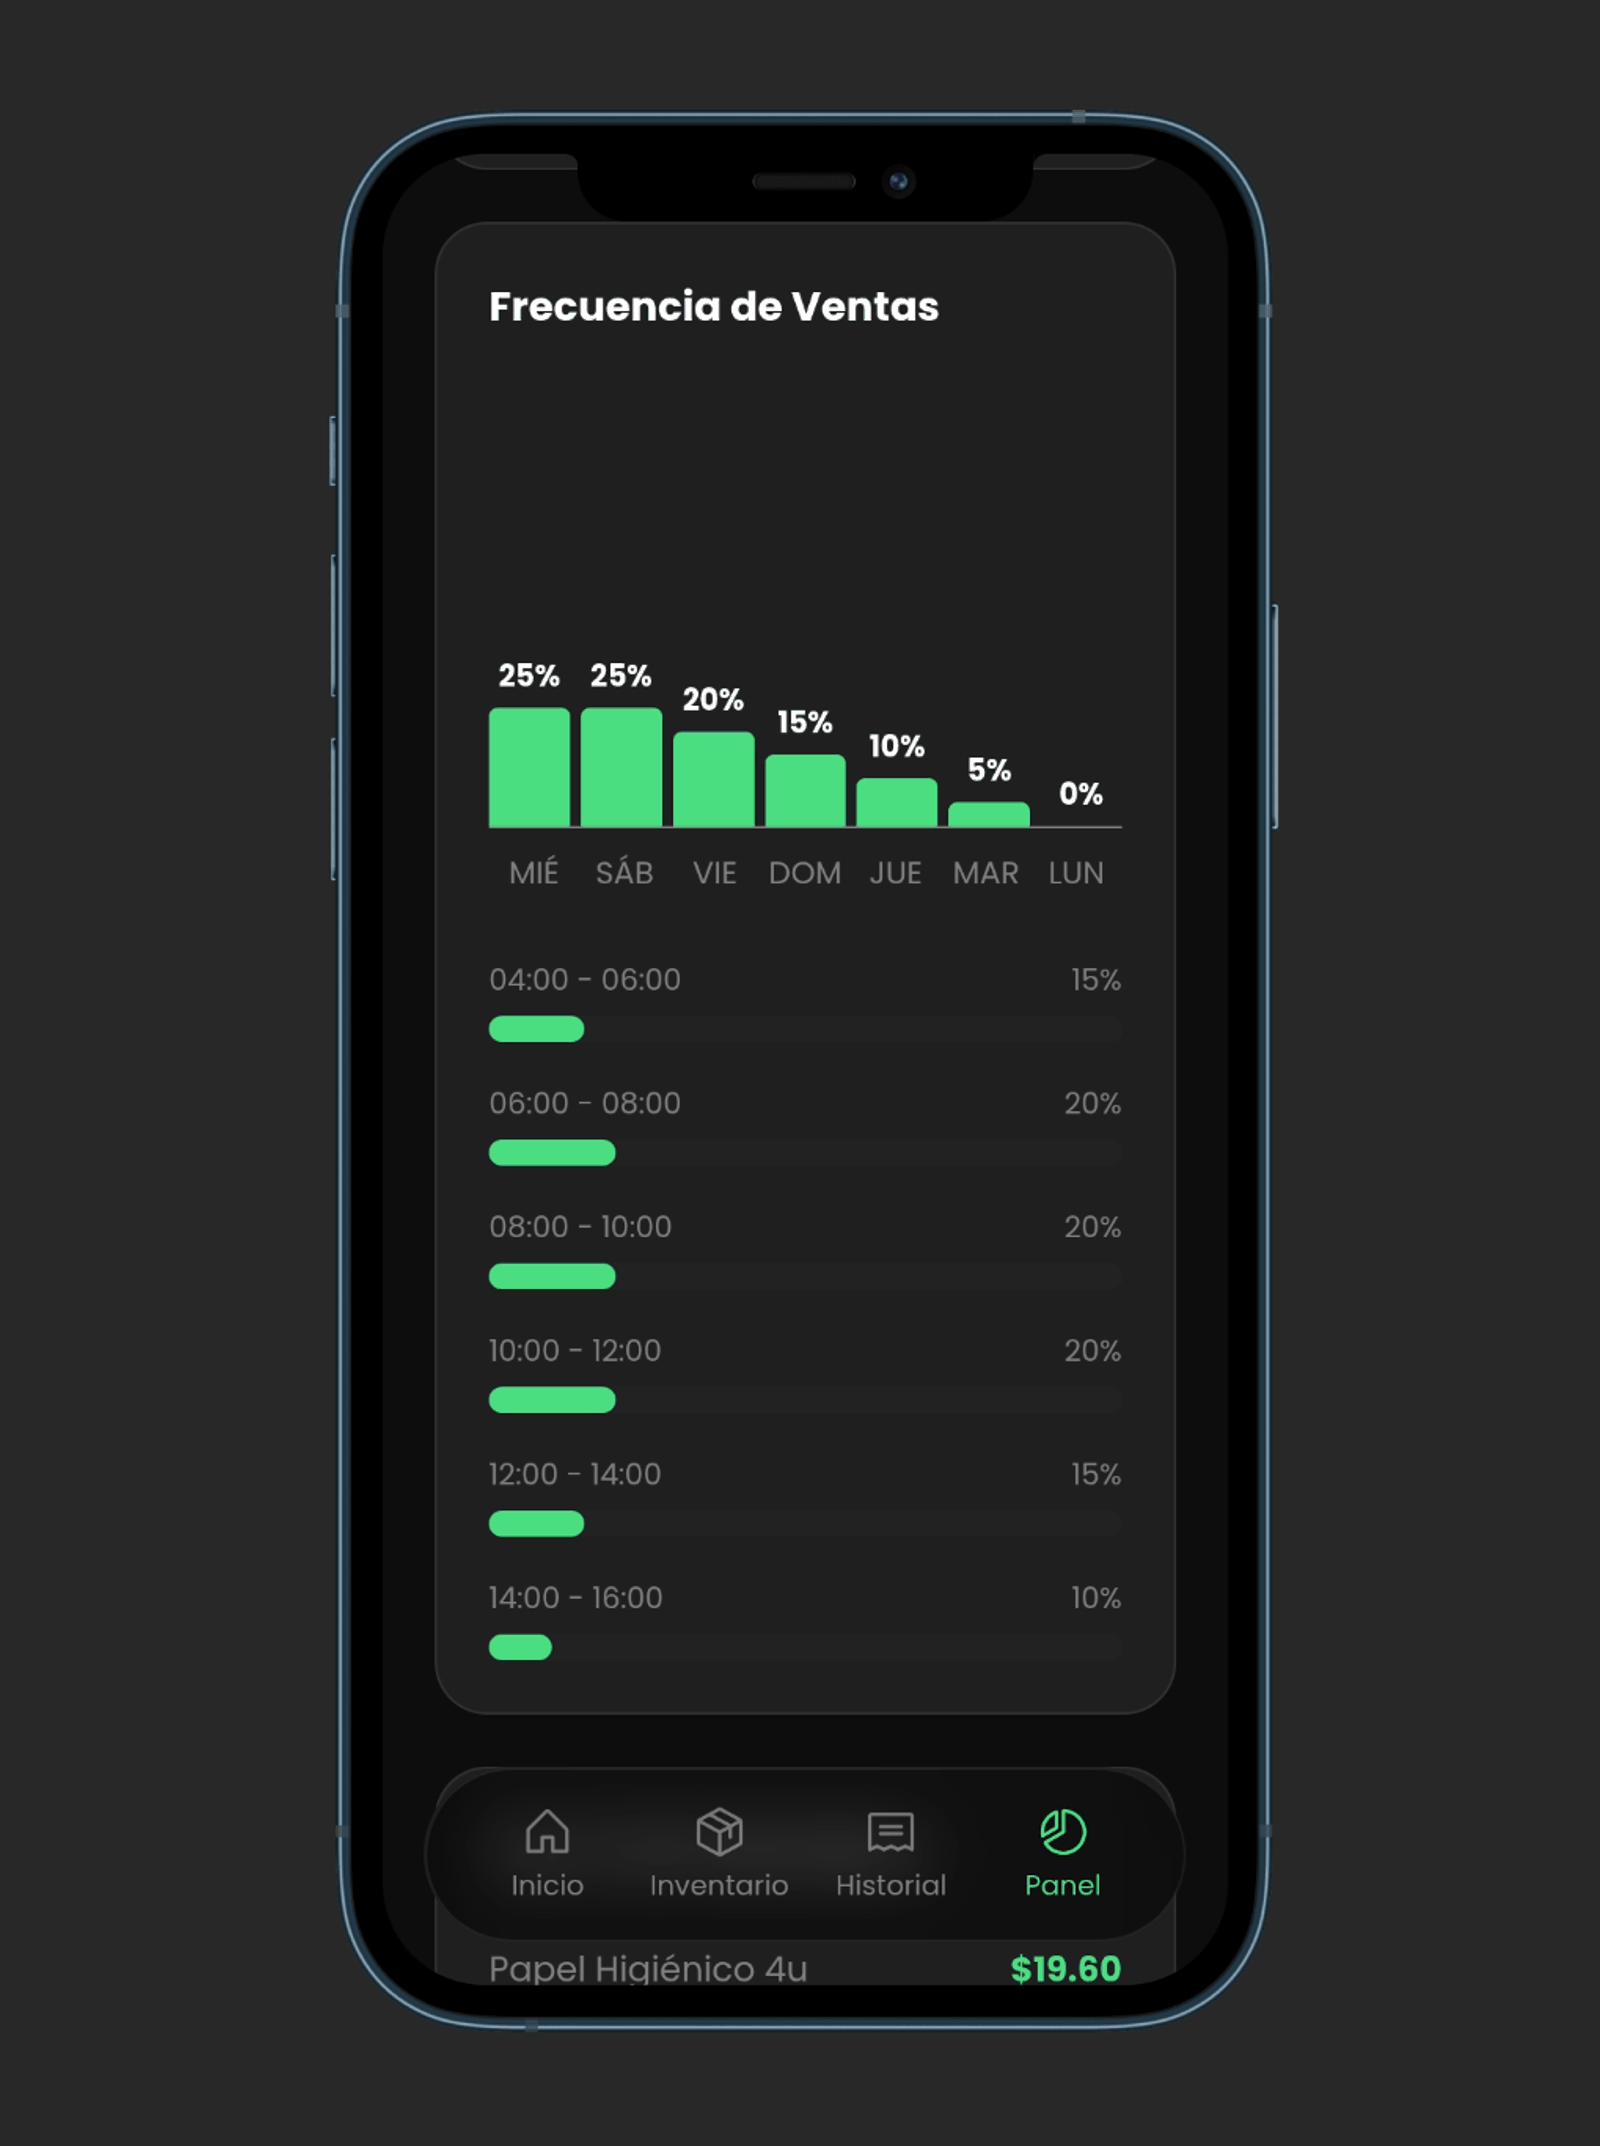 Frecuencia de Ventas
25% 25% 20% 15% 10% 5% 0%
MIÉ SÁB VIE DOM JUE MAR LUN
04:00 - 06:00 15%
06:00 - 08:00 20%
08:00 - 10:00 20%
10:00 - 12:00 20%
12:00 - 14:00 15%
14:00 - 16:00 10%
Inicio Inventario Historial Panel
Papel Higiénico 4u $19.60